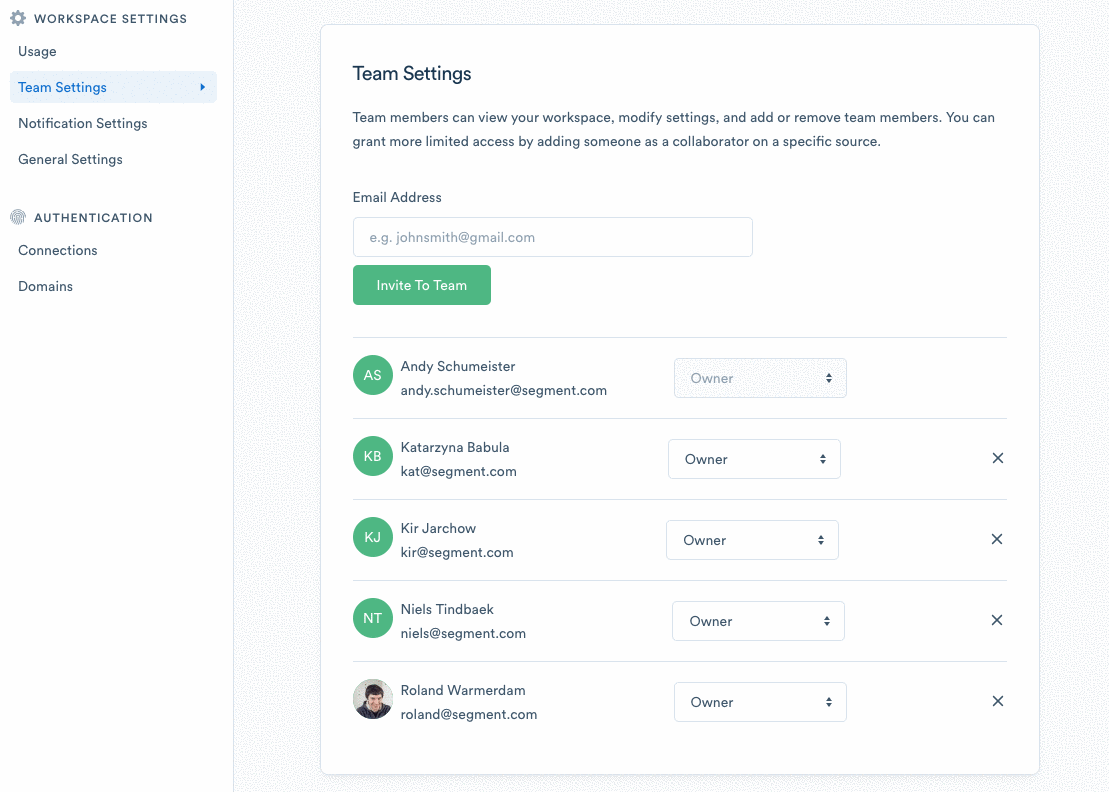 WORKSPACE SETTINGS
Usage
Team Settings
Notification Settings
General Settings
AUTHENTICATION
Connections
Domains
Team Settings
Team members can view your workspace, modify settings, and add or remove team members. You can
grant more limited access by adding someone as a collaborator on a specific source.
Email Address
e.g. johnsmith@gmail.com
Invite To Team
AS
Andy Schumeister
andy.schumeister@segment.com
Owner
KB
Katarzyna Babula
kat@segment.com
Owner
KJ
Kir Jarchow
kir@segment.com
Owner
NT
Niels Tindbaek
niels@segment.com
Owner
Roland Warmerdam
roland@segment.com
Owner